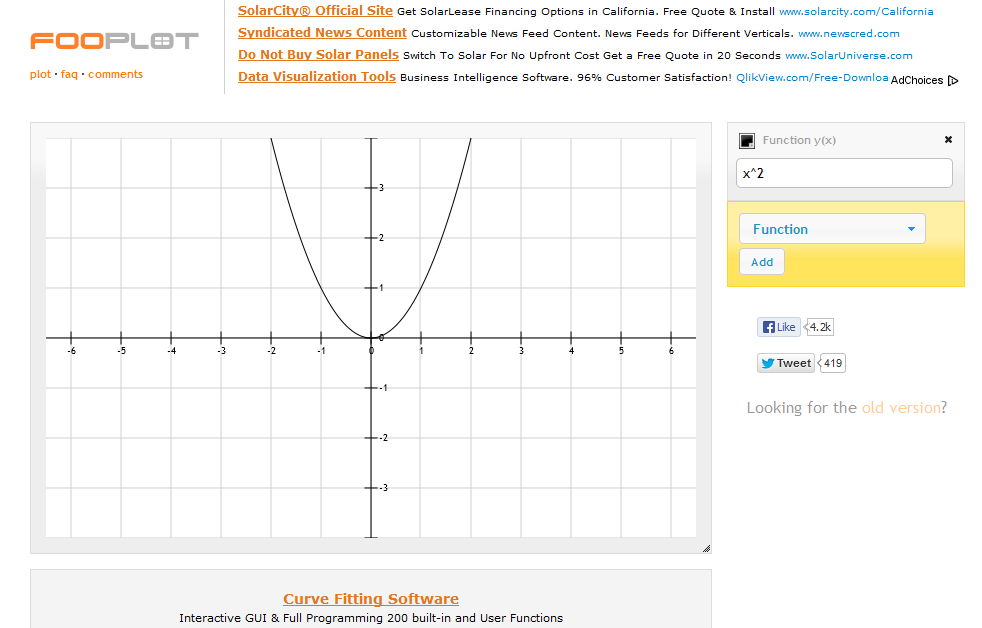 FOOPLOT
plot · faq · comments
SolarCity® Official Site Get SolarLease Financing Options in California. Free Quote & Install www.solarcity.com/California
Syndicated News Content Customizable News Feed Content. News Feeds for Different Verticals. www.newscred.com
Do Not Buy Solar Panels Switch To Solar For No Upfront Cost Get a Free Quote in 20 Seconds www.SolarUniverse.com
Data Visualization Tools Business Intelligence Software. 96% Customer Satisfaction! QlikView.com/Free-Downloa
AdChoices
3
2
1
0
-6 -5 -4 -3 -2 -1 0 1 2 3 4 5 6
-1
-2
-3
Function y(x)
x^2
Function
Add
Like 4.2k
Tweet 419
Looking for the old version?
Curve Fitting Software
Interactive GUI & Full Programming 200 built-in and User Functions